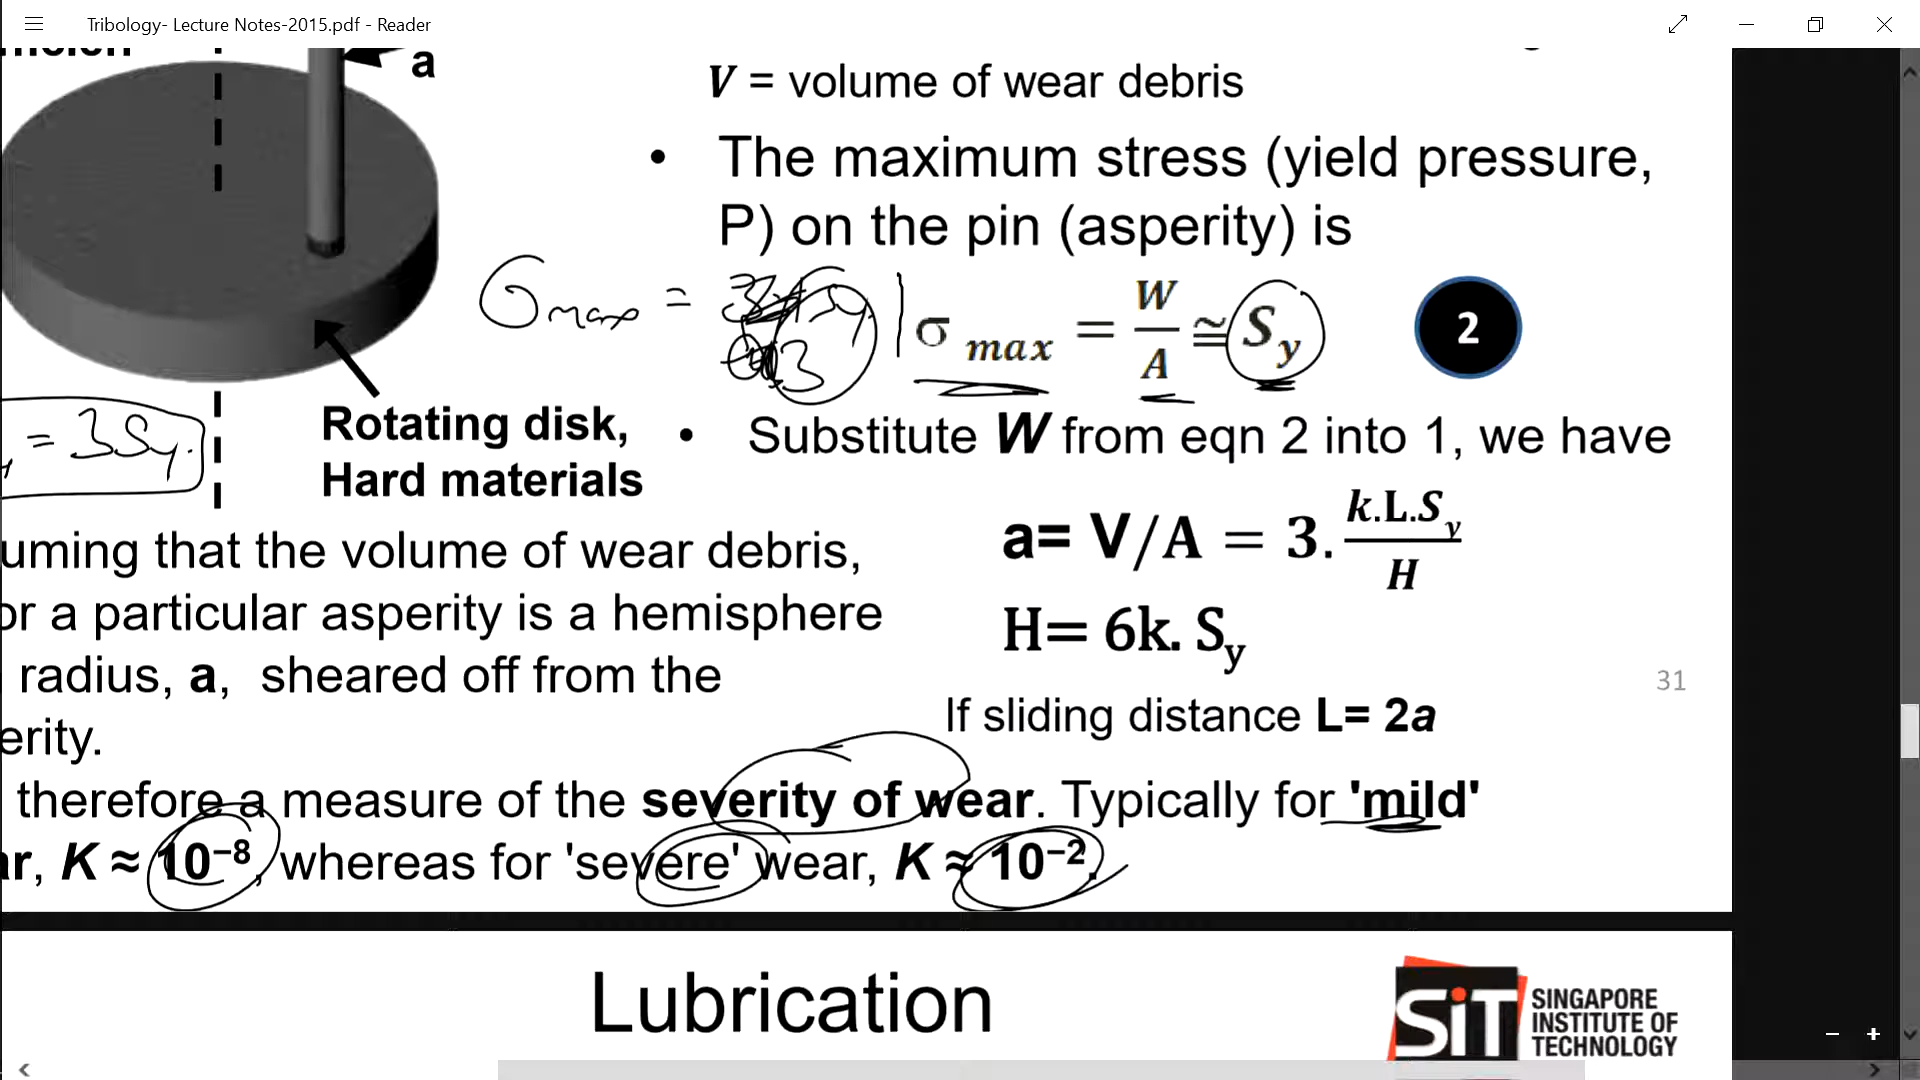 Tribology- Lecture Notes-2015.pdf - Reader
a
V = volume of wear debris
• The maximum stress (yield pressure,
P) on the pin (asperity) is
σmax =
3
σ max = W/A ≅ Sy
2
= 3Sy.
Rotating disk,
Hard materials
• Substitute W from eqn 2 into 1, we have
a= V/A = 3. k.L.Sy/H
H= 6k. Sy
If sliding distance L= 2a
31
uming that the volume of wear debris,
or a particular asperity is a hemisphere
radius, a, sheared off from the
erity.
therefore a measure of the severity of wear. Typically for 'mild'
ar, K ≈ 10⁻⁸, whereas for 'severe' wear, K ≈ 10⁻².
Lubrication
SiT
SINGAPORE
INSTITUTE OF
TECHNOLOGY